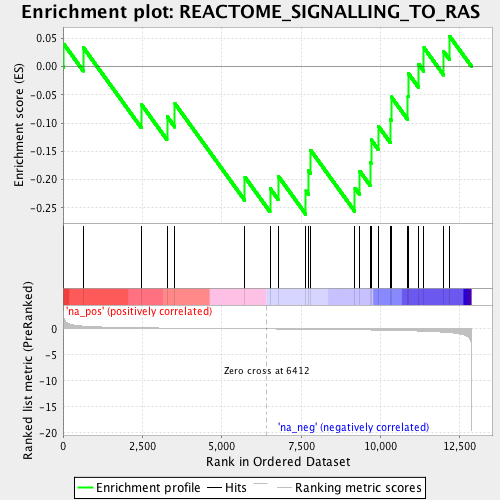 Enrichment plot: REACTOME_SIGNALLING_TO_RAS
Enrichment score (ES)
0.05
0.00
-0.05
-0.10
-0.15
-0.20
-0.25
'na_pos' (positively correlated)
Ranked list metric (PreRanked)
0
-5
-10
-15
-20
Zero cross at 6412
'na_neg' (negatively correlated)
0
2,500
5,000
7,500
10,000
12,500
Rank in Ordered Dataset
Enrichment profile
Hits
Ranking metric scores